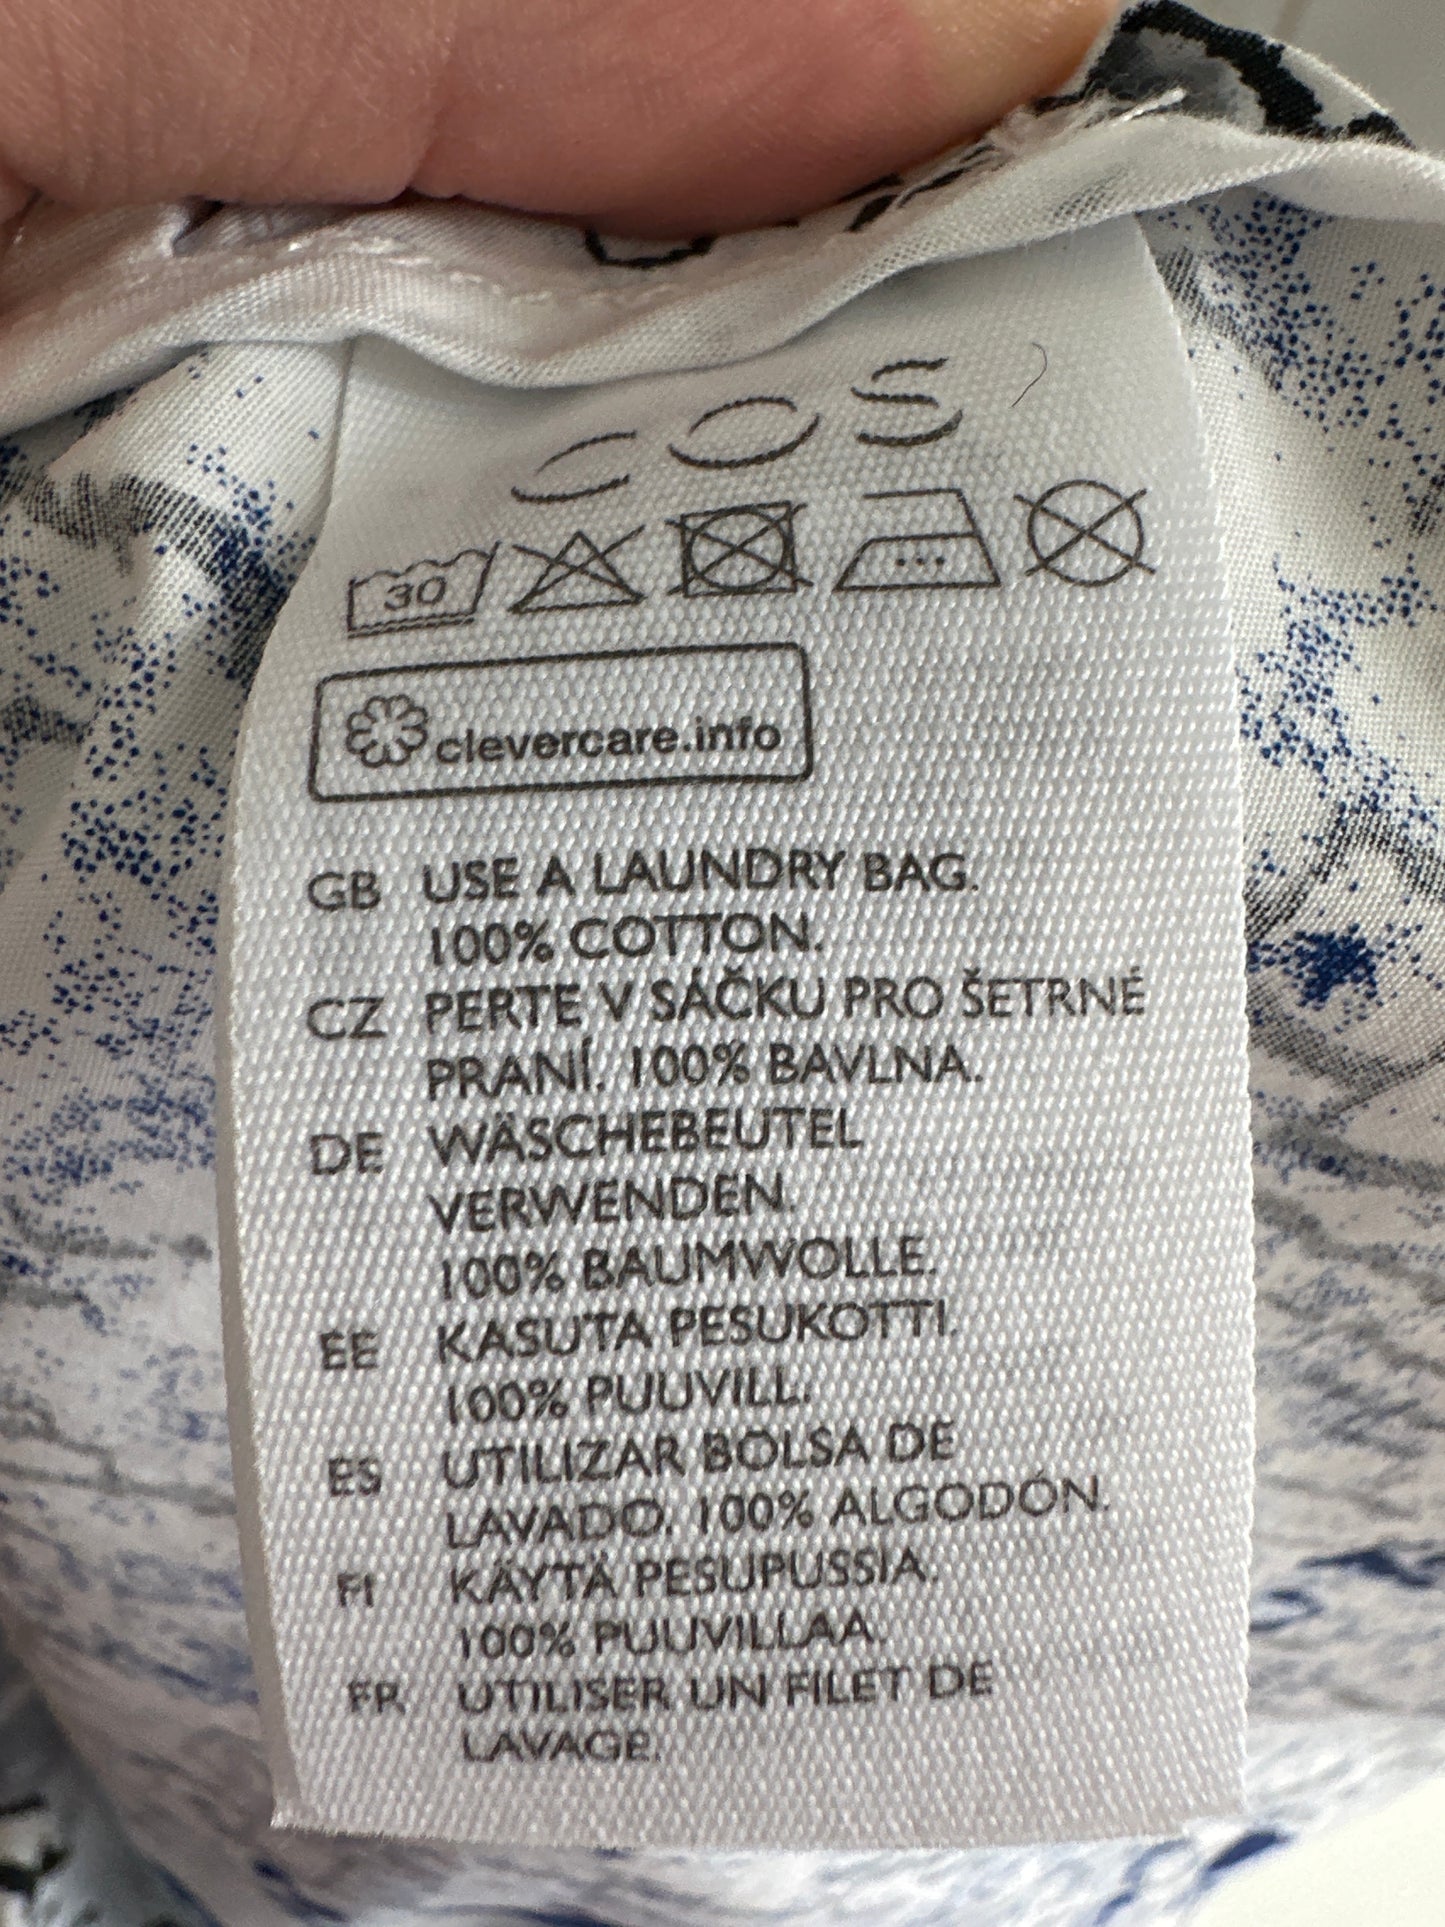 COS
30
clevercare.info
GB USE A LAUNDRY BAG.
100% COTTON.
CZ PERTE V SÁČKU PRO ŠETRNÉ
PRANÍ. 100% BAVLNA.
DE WÄSCHEBEUTEL
VERWENDEN.
100% BAUMWOLLE.
EE KASUTA PESUKOTTI.
100% PUUVILL.
ES UTILIZAR BOLSA DE
LAVADO. 100% ALGODÓN.
FI KÄYTÄ PESUPUSSIA.
100% PUUVILLAA.
FR UTILISER UN FILET DE
LAVAGE.